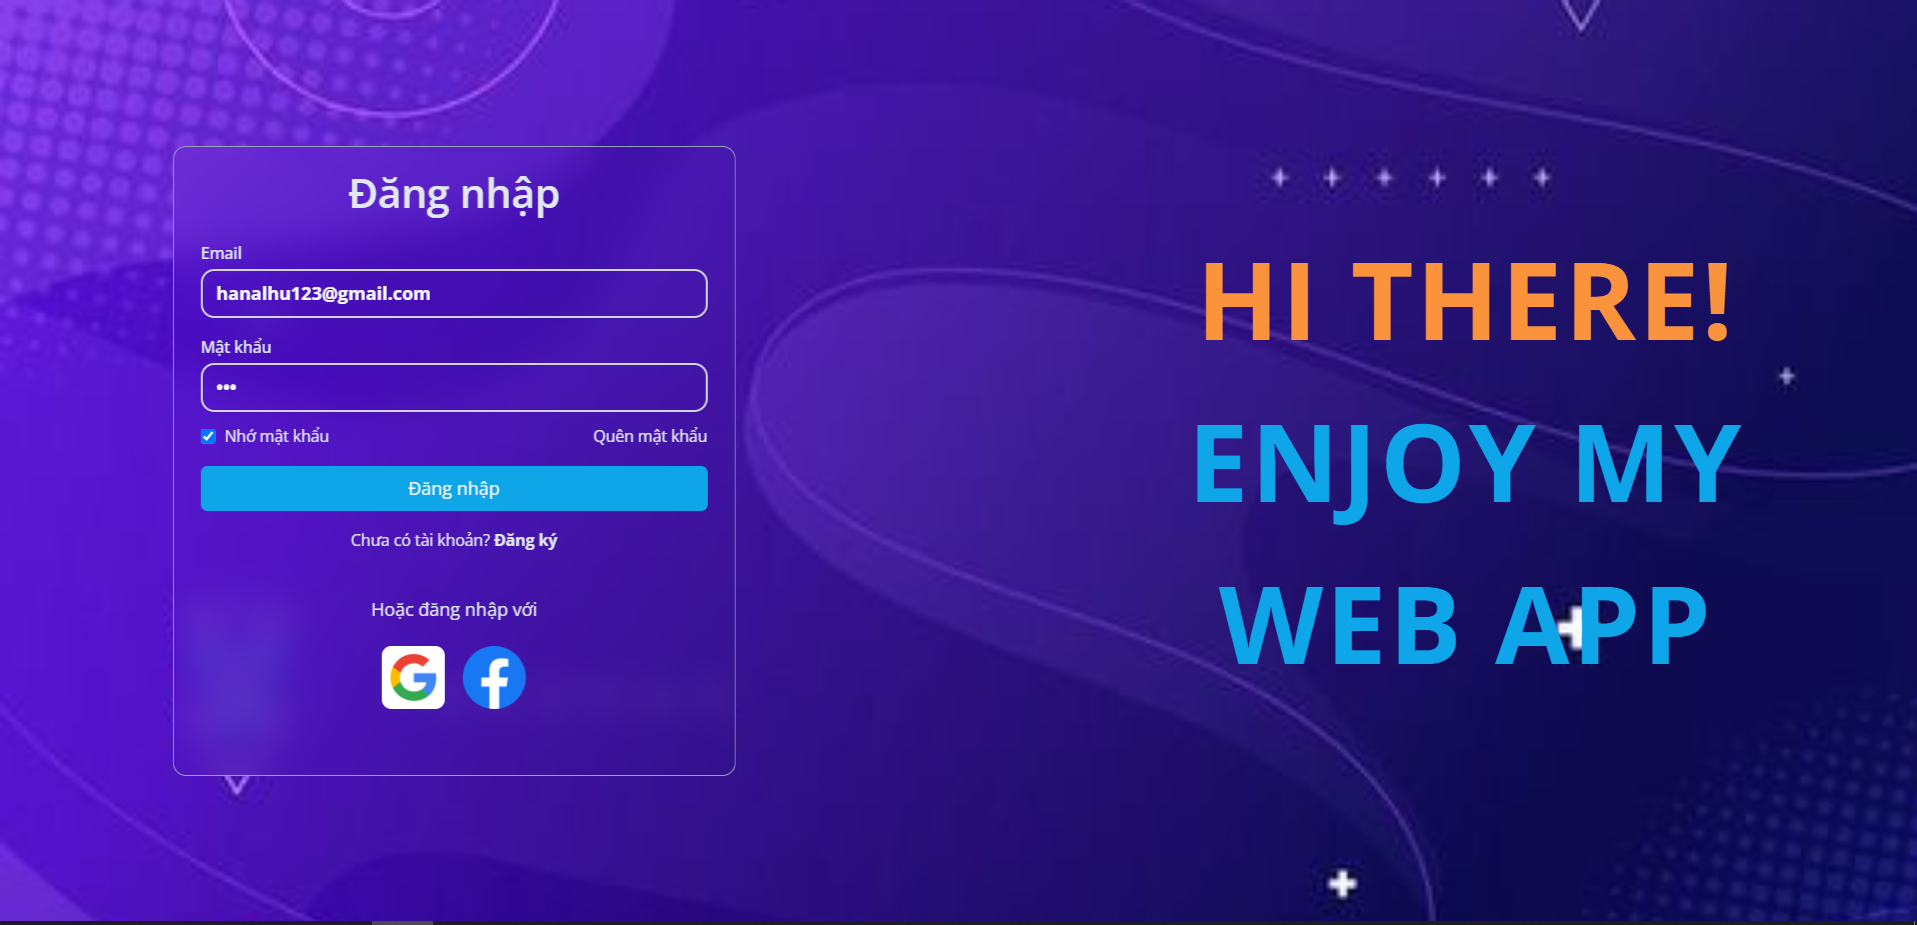 Đăng nhập
Email
hanalhu123@gmail.com
Mật khẩu
•••
Nhớ mật khẩu
Quên mật khẩu
Đăng nhập
Chưa có tài khoản? Đăng ký
Hoặc đăng nhập với
HI THERE!
ENJOY MY
WEB APP